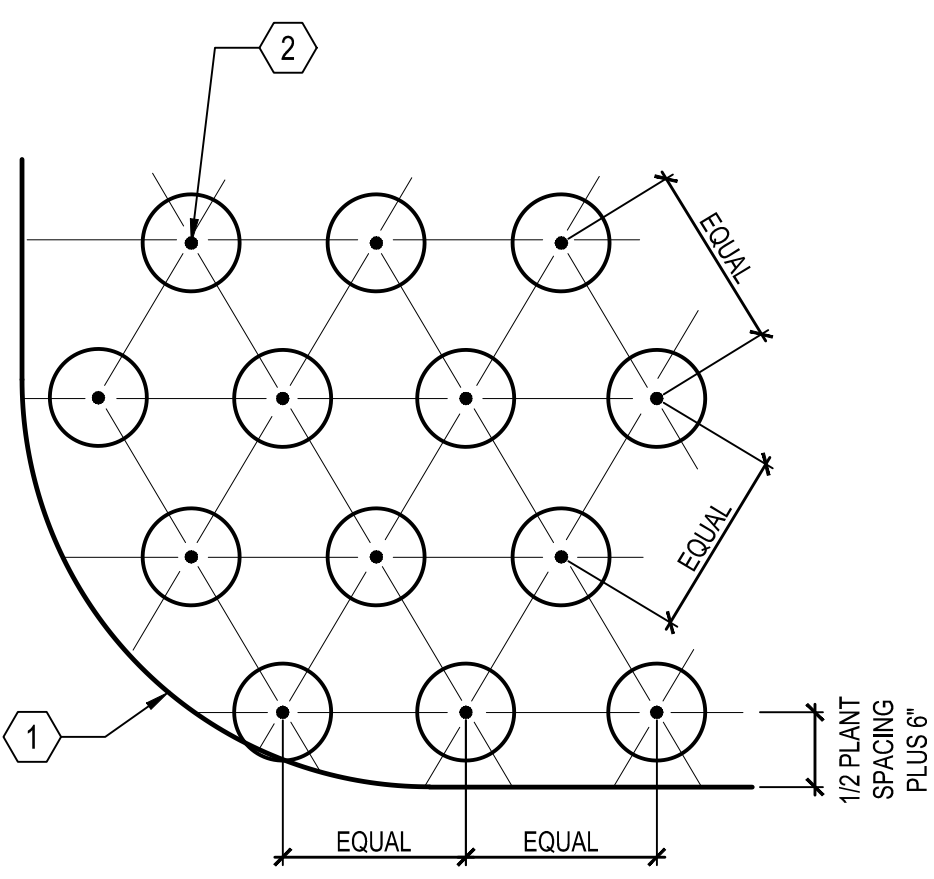 2
EQUAL
EQUAL
1
1/2 PLANT
SPACING
PLUS 6"
EQUAL
EQUAL